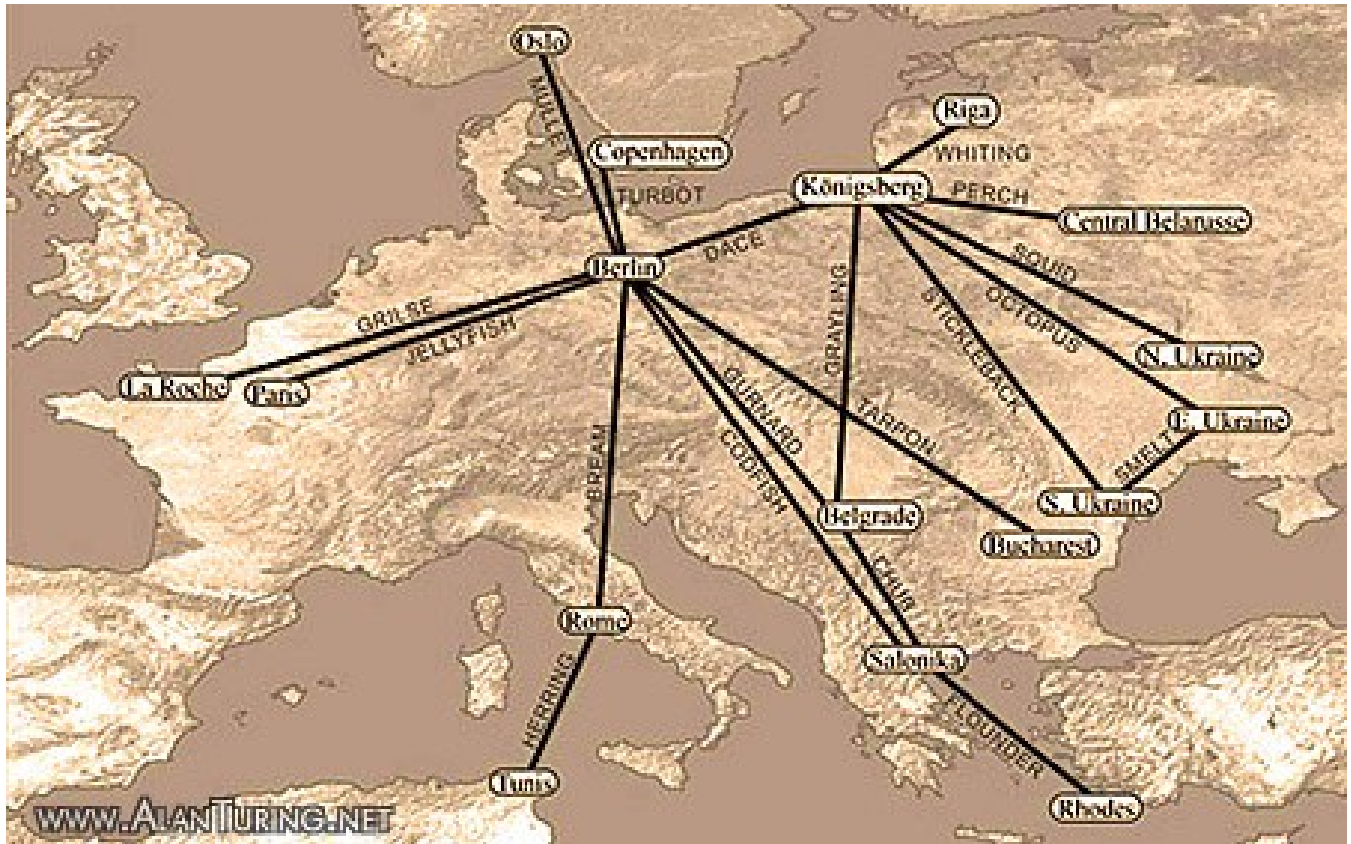 Oslo
MULLET
Riga
Copenhagen
WHITING
Königsberg
PERCH
TURBOT
Central Belarusse
DACE
SQUID
Berlin
GRAYLING
OCTOPUS
STICKLEBACK
GRILSE
JELLYFISH
N. Ukraine
La Roche
Paris
GURNARD
TARPON
E. Ukraine
CODFISH
SMELT
BREAM
S. Ukraine
Belgrade
Bucharest
CHUB
Rome
Salonika
HERRING
FLOUNDER
Tunis
Rhodes
www.AlanTuring.net